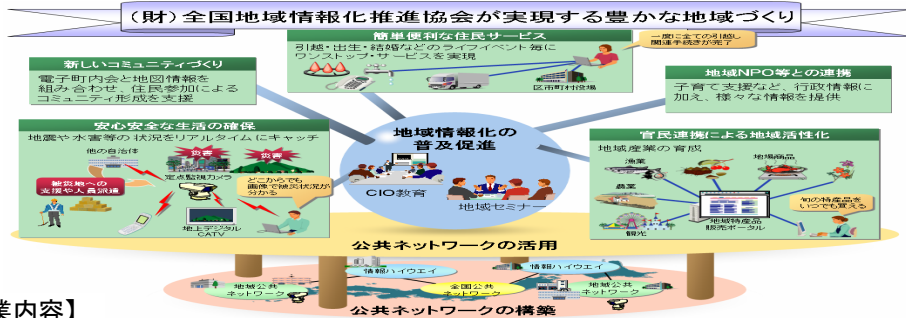 (財)全国地域情報化推進協会が実現する豊かな地域づくり
簡単便利な住民サービス
引越・出生・結婚などのライフイベント毎に
ワンストップ・サービスを実現
区市町村役場
一度に全ての引越し
関連手続きが完了
新しいコミュニティづくり
電子町内会と地図情報を
組み合わせ、住民参加による
コミュニティ形成を支援
地域NPO等との連携
子育て支援など、行政情報に
加え、様々な情報を提供
安心安全な生活の確保
地震や水害等の状況をリアルタイムにキャッチ
他の自治体
災害
災害
定点監視カメラ
被災地への
支援や人員派遣
どこからでも
画像で被災状況が
分かる
地上デジタル
CATV
地域情報化の
普及促進
CIO教育
地域セミナー
官民連携による地域活性化
地域産業の育成
漁業
地場商品
農業
観光
地域特産品
販売ポータル
旬の特産品を
いつでも買える
公共ネットワークの活用
情報ハイウエイ
情報ハイウエイ
地域公共
ネットワーク
全国公共
ネットワーク
地域公共
ネットワーク
公共ネットワークの構築
業内容】